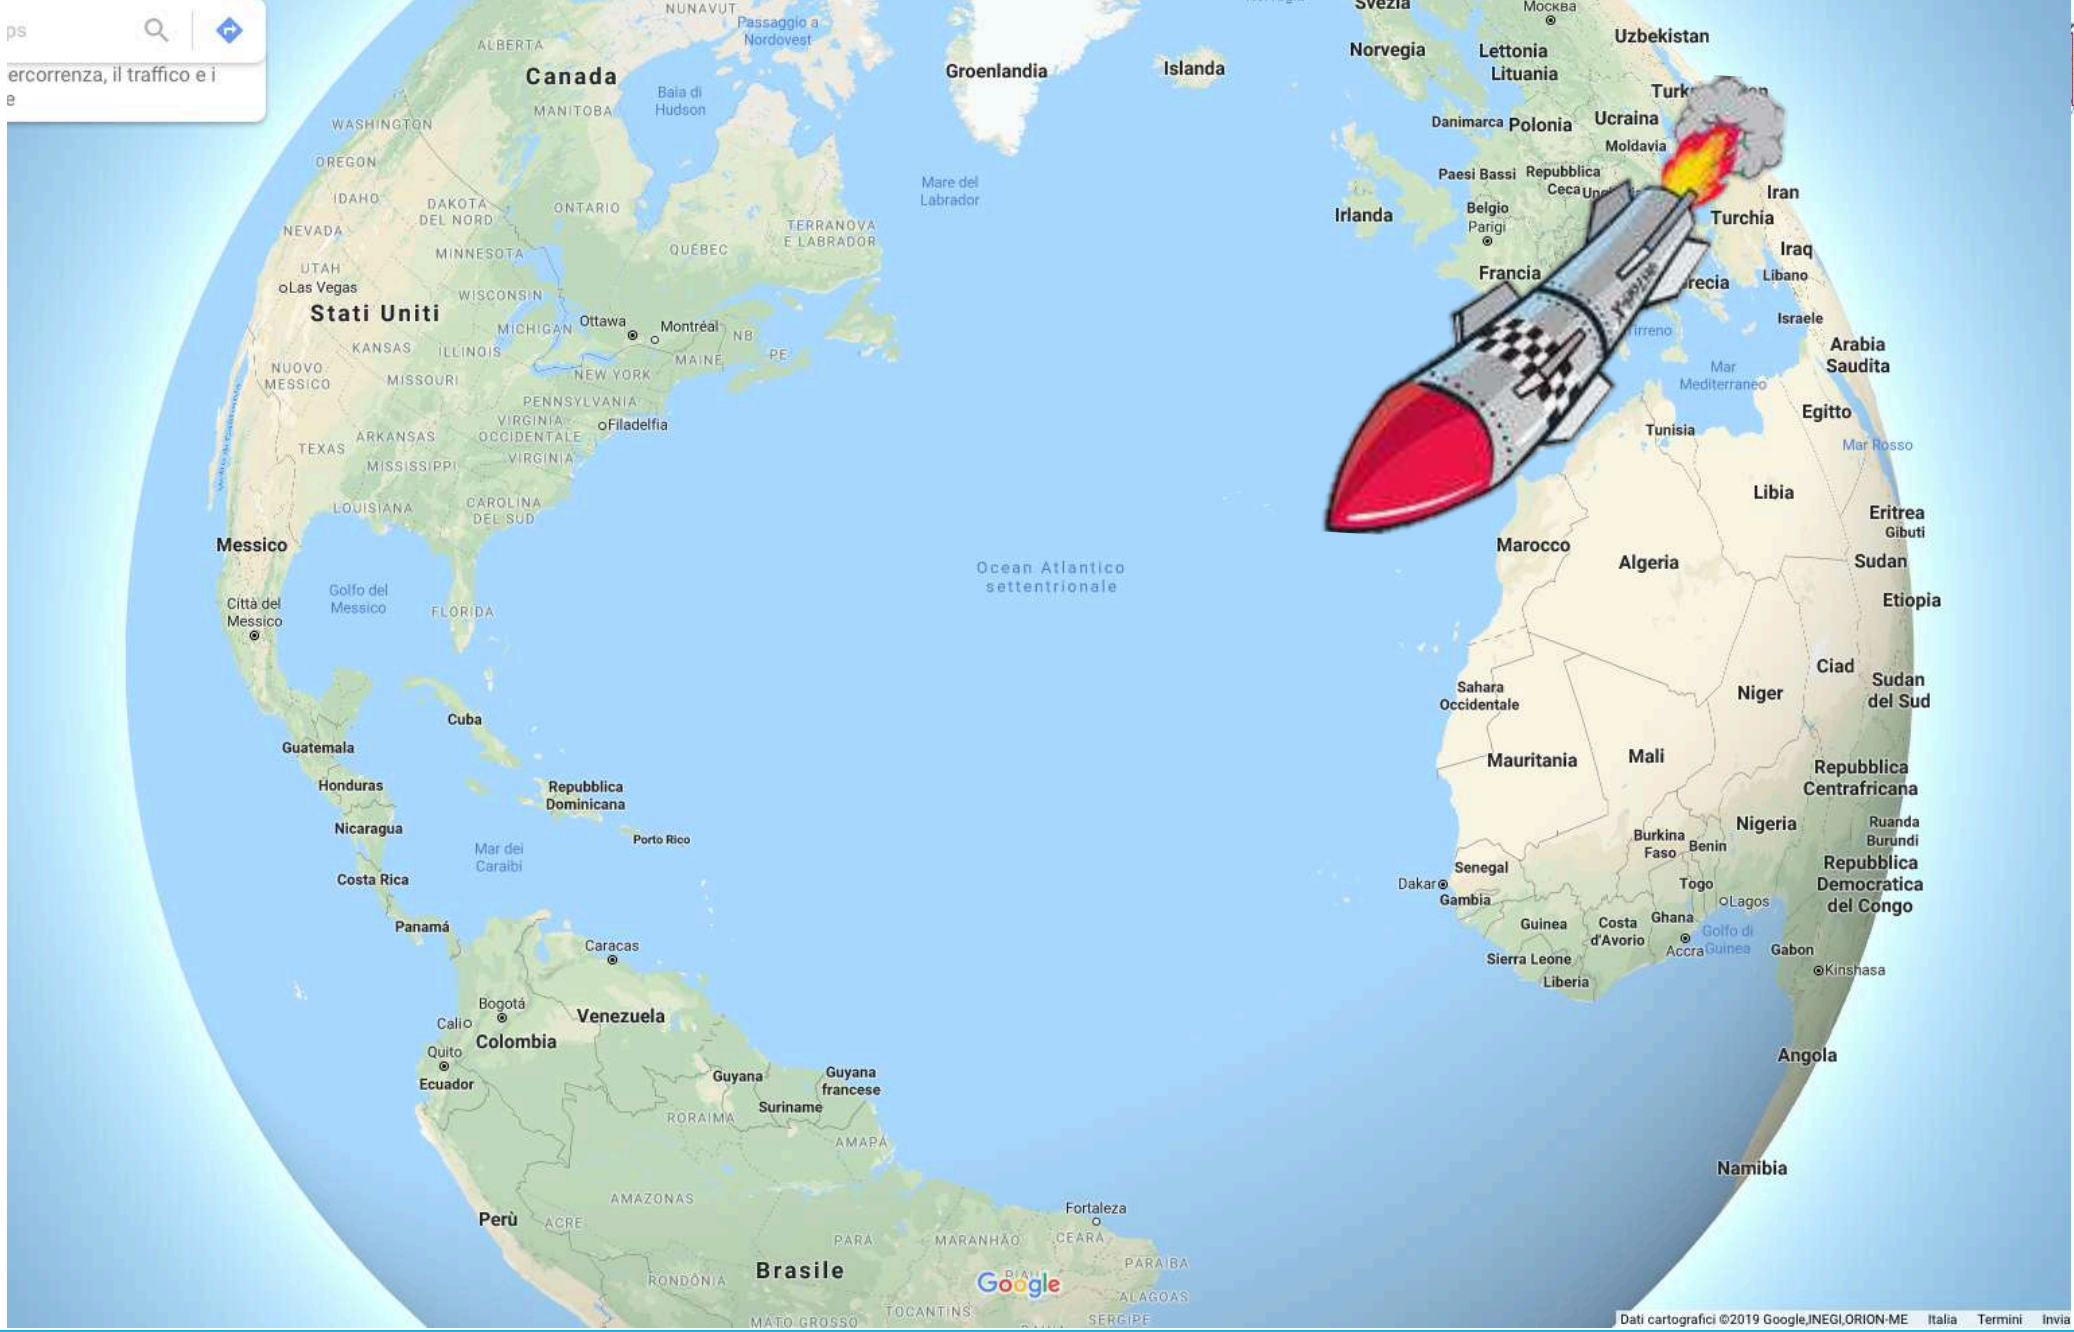 ps
ercorrenza, il traffico e i
e
NUNAVUT
Passaggio a
Nordovest
Svezia
Москва
Uzbekistan
ALBERTA
Canada
MANITOBA
Baia di
Hudson
Groenlandia
Islanda
Norvegia
Lettonia
Lituania
WASHINGTON
Danimarca
Polonia
Ucraina
Moldavia
OREGON
IDAHO
DAKOTA
DEL NORD
ONTARIO
Mare del
Labrador
Paesi Bassi
Repubblica
Ceca
Iran
Turchia
NEVADA
MINNESOTA
QUÉBEC
TERRANOVA
E LABRADOR
Irlanda
Belgio
Parigi
Iraq
UTAH
Las Vegas
WISCONSIN
Francia
Libano
Stati Uniti
MICHIGAN
Ottawa
Montréal
NB
PE
MAINE
Israele
KANSAS
ILLINOIS
NUOVO
MESSICO
MISSOURI
NEW YORK
Arabia
Saudita
Mar
Mediterraneo
PENNSYLVANIA
VIRGINIA
OCCIDENTALE
Filadelfia
Egitto
TEXAS
ARKANSAS
MISSISSIPPI
VIRGINIA
Tunisia
Mar Rosso
LOUISIANA
CAROLINA
DEL SUD
Libia
Eritrea
Gibuti
Messico
Marocco
Algeria
Sudan
Ocean Atlantico
settentrionale
Golfo del
Messico
Città del
Messico
FLORIDA
Etiopia
Ciad
Sudan
del Sud
Sahara
Occidentale
Niger
Cuba
Guatemala
Mauritania
Mali
Repubblica
Centrafricana
Honduras
Repubblica
Dominicana
Nicaragua
Porto Rico
Nigeria
Burkina
Faso
Benin
Ruanda
Burundi
Mar dei
Caraibi
Costa Rica
Senegal
Dakar
Gambia
Togo
Lagos
Repubblica
Democratica
del Congo
Panamá
Guinea
Costa
d'Avorio
Ghana
Accra
Golfo di
Guinea
Gabon
Caracas
Sierra Leone
Liberia
Kinshasa
Bogotá
Cali
Venezuela
Colombia
Quito
Ecuador
Angola
Guyana
Guyana
francese
Suriname
RORAIMA
AMAPÁ
Namibia
AMAZONAS
Perù
ACRE
Fortaleza
PARÁ
MARANHÃO
CEARÁ
Brasile
RONDÔNIA
PARAÍBA
Google
ALAGOAS
TOCANTINS
SERGIPE
MATO GROSSO
Dati cartografici ©2019 Google,INEGI,ORION-ME Italia Termini Invia